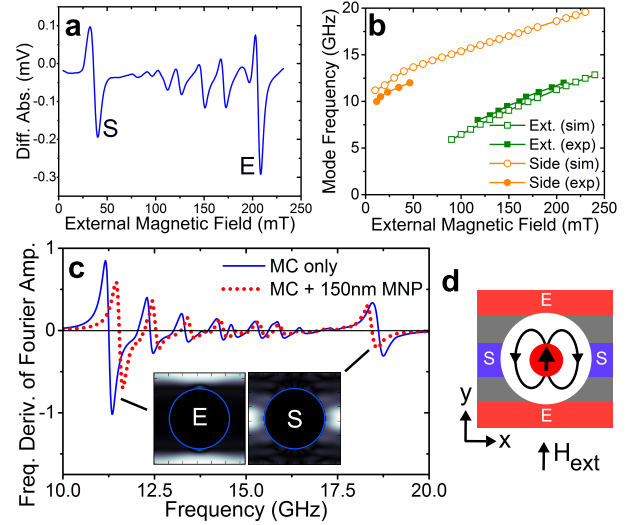 a
Diff. Abs. (mV)
0.1
0.0
-0.1
-0.2
-0.3
S
E
0
50
100
150
200
250
External Magnetic Field (mT)
b
Mode Frequency (GHz)
20
15
10
5
0
Ext. (sim)
Ext. (exp)
Side (sim)
Side (exp)
0
50
100
150
200
250
External Magnetic Field (mT)
c
Freq. Deriv. of Fourier Amp.
1
0
-1
MC only
MC + 150nm MNP
E
S
10.0
12.5
15.0
17.5
20.0
Frequency (GHz)
d
E
S
S
E
y
x
Hext